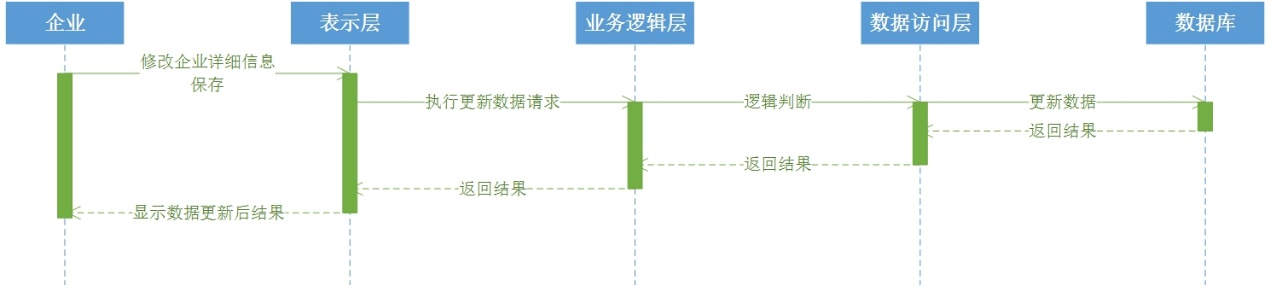 企业
表示层
业务逻辑层
数据访问层
数据库
修改企业详细信息
保存
执行更新数据请求
逻辑判断
更新数据
返回结果
返回结果
返回结果
显示数据更新后结果